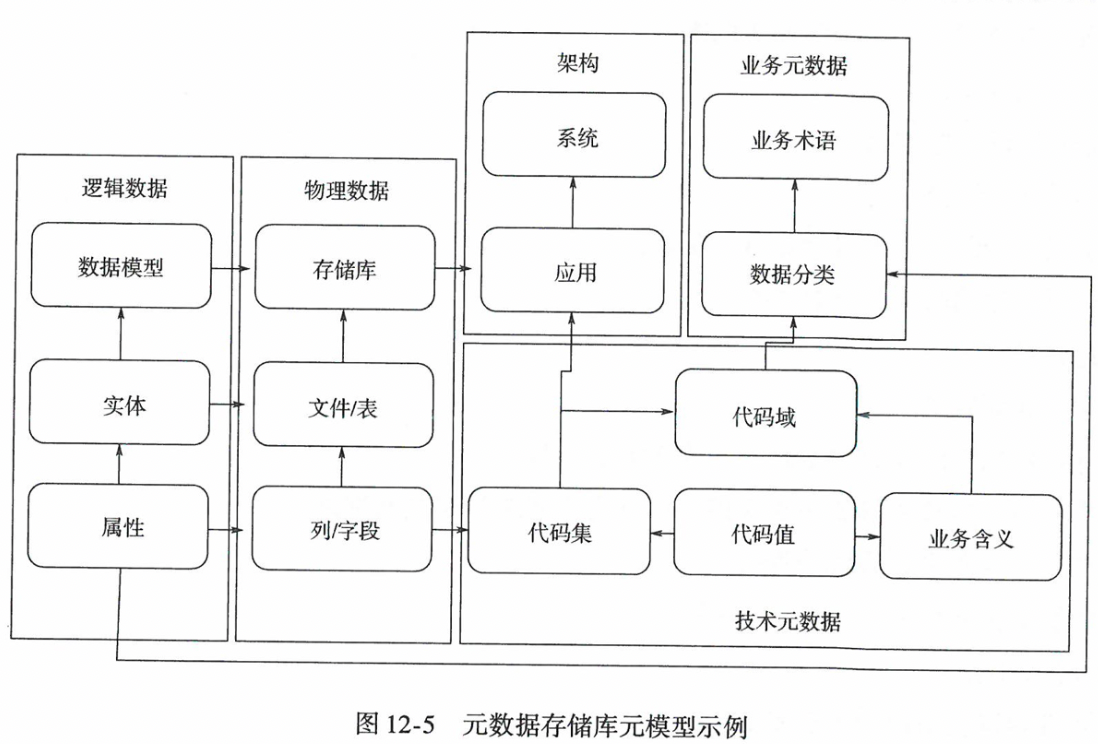 架构
业务元数据
系统
业务术语
逻辑数据
物理数据
数据模型
存储库
应用
数据分类
实体
文件/表
代码域
属性
列/字段
代码集
代码值
业务含义
技术元数据
图 12-5 元数据存储库元模型示例